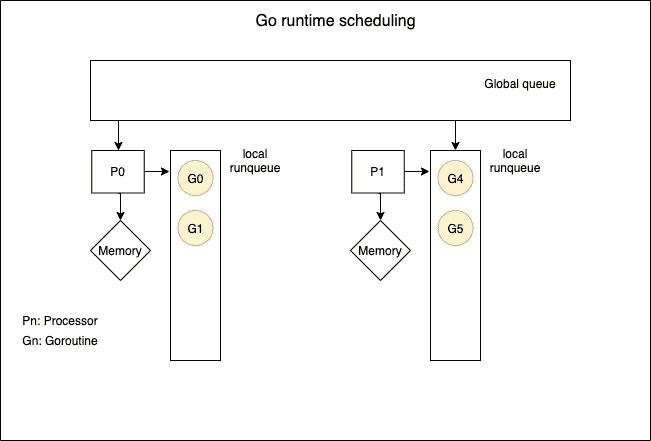 Go runtime scheduling
Global queue
P0
G0
local
runqueue
P1
G4
local
runqueue
G1
G5
Memory
Memory
Pn: Processor
Gn: Goroutine